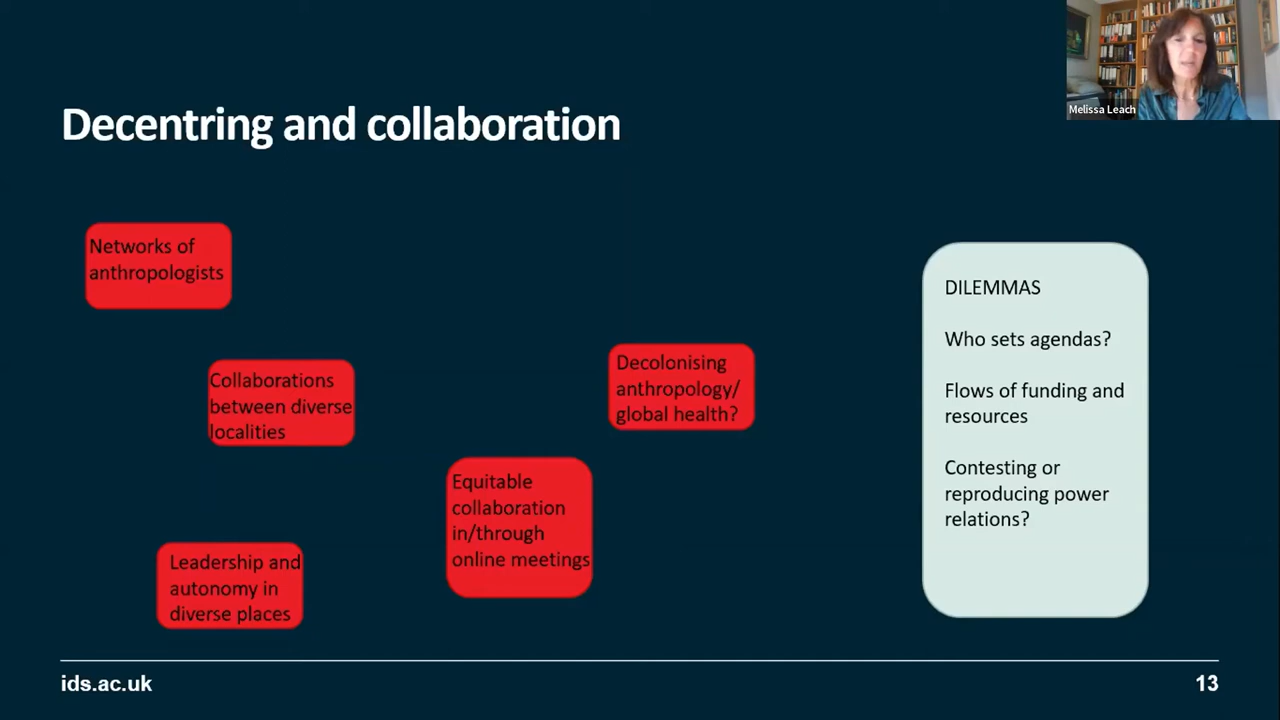 Melissa Leach
Decentring and collaboration
Networks of
anthropologists
Collaborations
between diverse
localities
Leadership and
autonomy in
diverse places
Equitable
collaboration
in/through
online meetings
Decolonising
anthropology/
global health?
DILEMMAS
Who sets agendas?
Flows of funding and
resources
Contesting or
reproducing power
relations?
ids.ac.uk
13